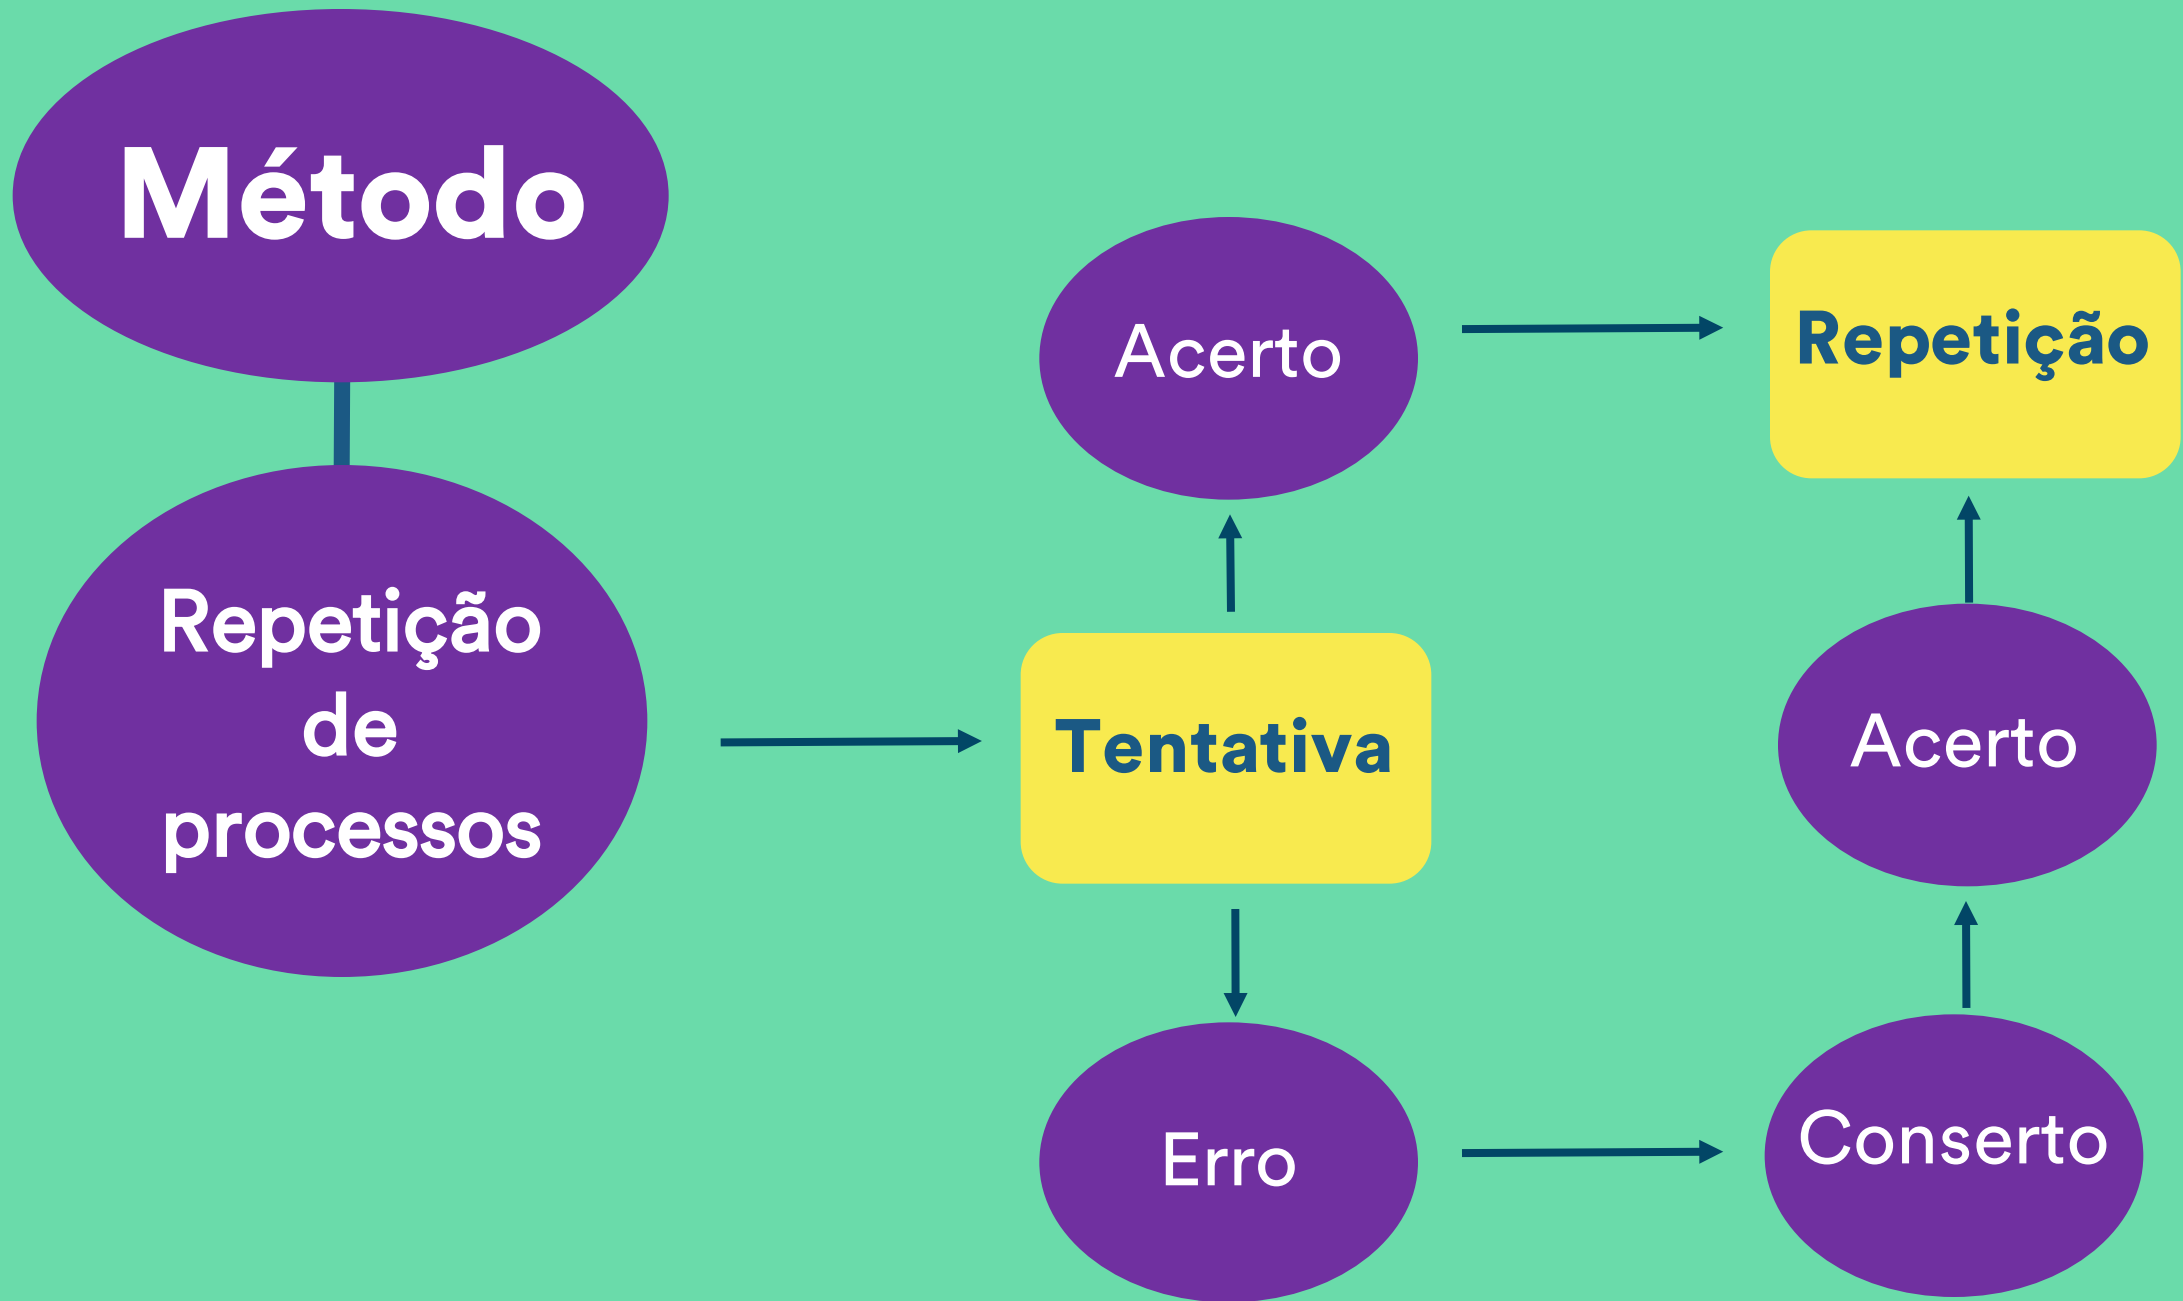 Método
Repetição
de
processos
Acerto
Repetição
Tentativa
Acerto
Erro
Conserto